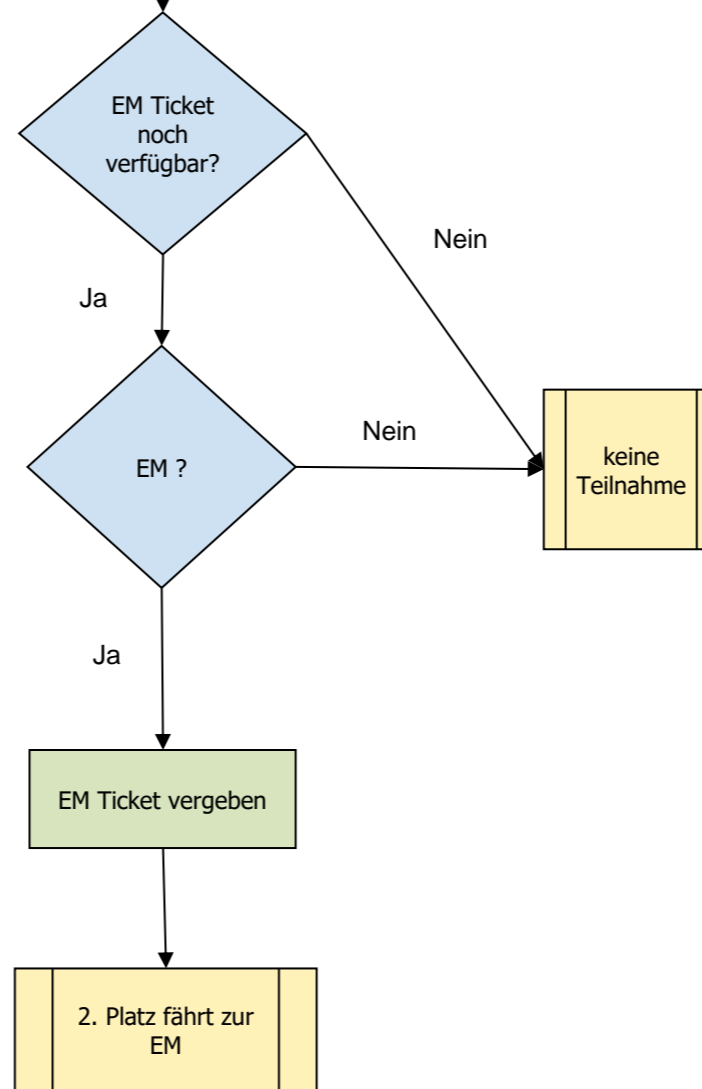 EM Ticket
noch
verfügbar?
Nein
Ja
Nein
EM ?
keine
Teilnahme
Ja
EM Ticket vergeben
2. Platz fährt zur
EM